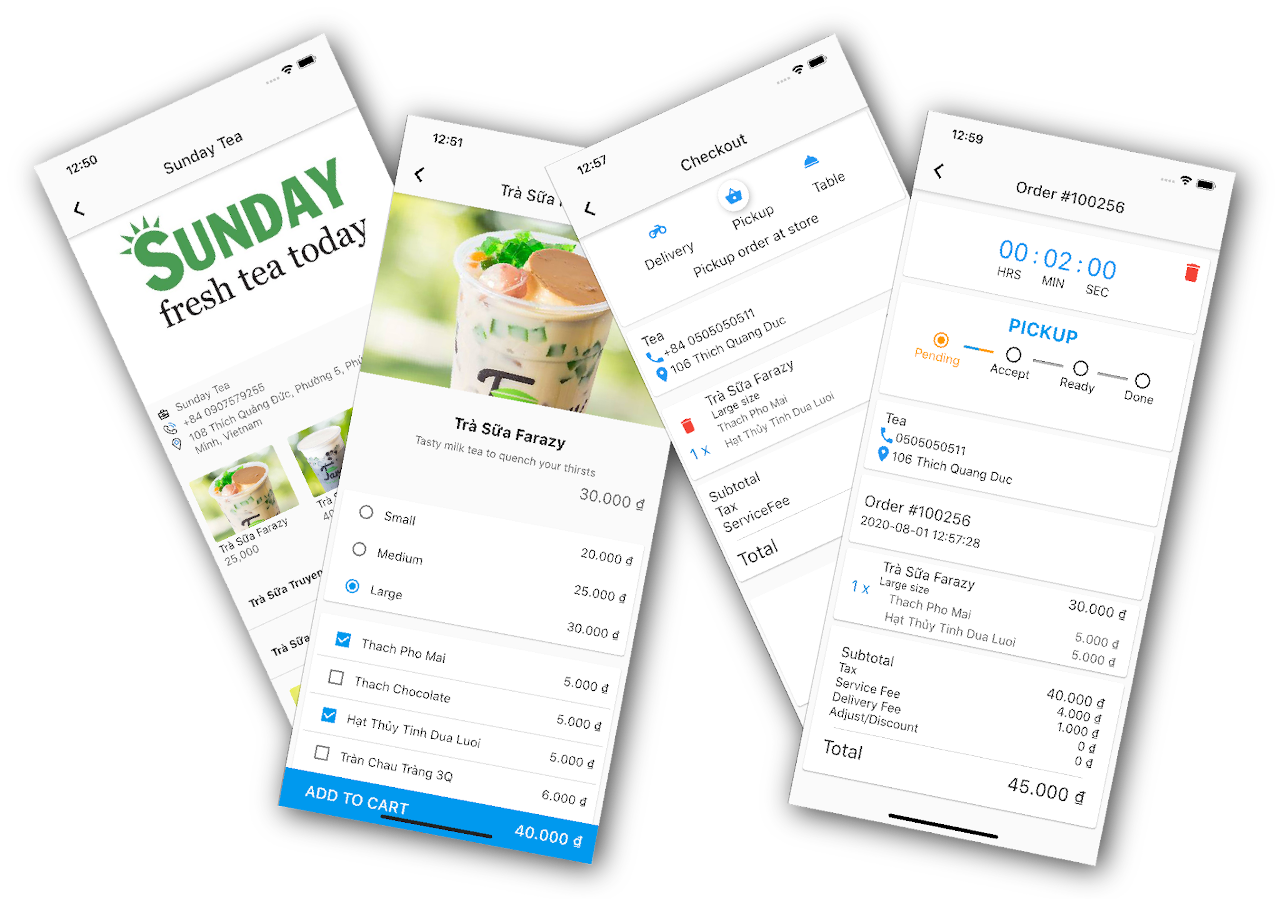 12:50
Sunday Tea
SUNDAY
fresh tea today
Sunday Tea
+84 0907579255
108 Thích Quảng Đức, Phường 5, Phú
Minh, Vietnam
Trà Sữa Farazy
25,000
Trà S
40
Trà Sữa Truyen
Trà Sữa
12:51
Trà Sữa
Trà Sữa Farazy
Tasty milk tea to quench your thirsts
30.000 ₫
Small
20.000 ₫
Medium
25.000 ₫
Large
30.000 ₫
Thach Pho Mai
5.000 ₫
Thach Chocolate
5.000 ₫
Hạt Thủy Tinh Dua Luoi
5.000 ₫
Tràn Chau Tràng 3Q
6.000 ₫
ADD TO CART
40.000 ₫
12:57
Checkout
Delivery
Pickup
Table
Pickup order at store
Tea
+84 0505050511
106 Thich Quang Duc
Trà Sữa Farazy
Large size
1 x
Thach Pho Mai
Hạt Thủy Tinh Dua Luoi
Subtotal
Tax
ServiceFee
Total
12:59
Order #100256
00 : 02 : 00
HRS MIN SEC
PICKUP
Pending
Accept
Ready
Done
Tea
0505050511
106 Thich Quang Duc
Order #100256
2020-08-01 12:57:28
1 x
Trà Sữa Farazy
Large size
30.000 ₫
Thach Pho Mai
5.000 ₫
Hạt Thủy Tinh Dua Luoi
5.000 ₫
Subtotal
40.000 ₫
Tax
4.000 ₫
Service Fee
1.000 ₫
Delivery Fee
0 ₫
Adjust/Discount
0 ₫
Total
45.000 ₫